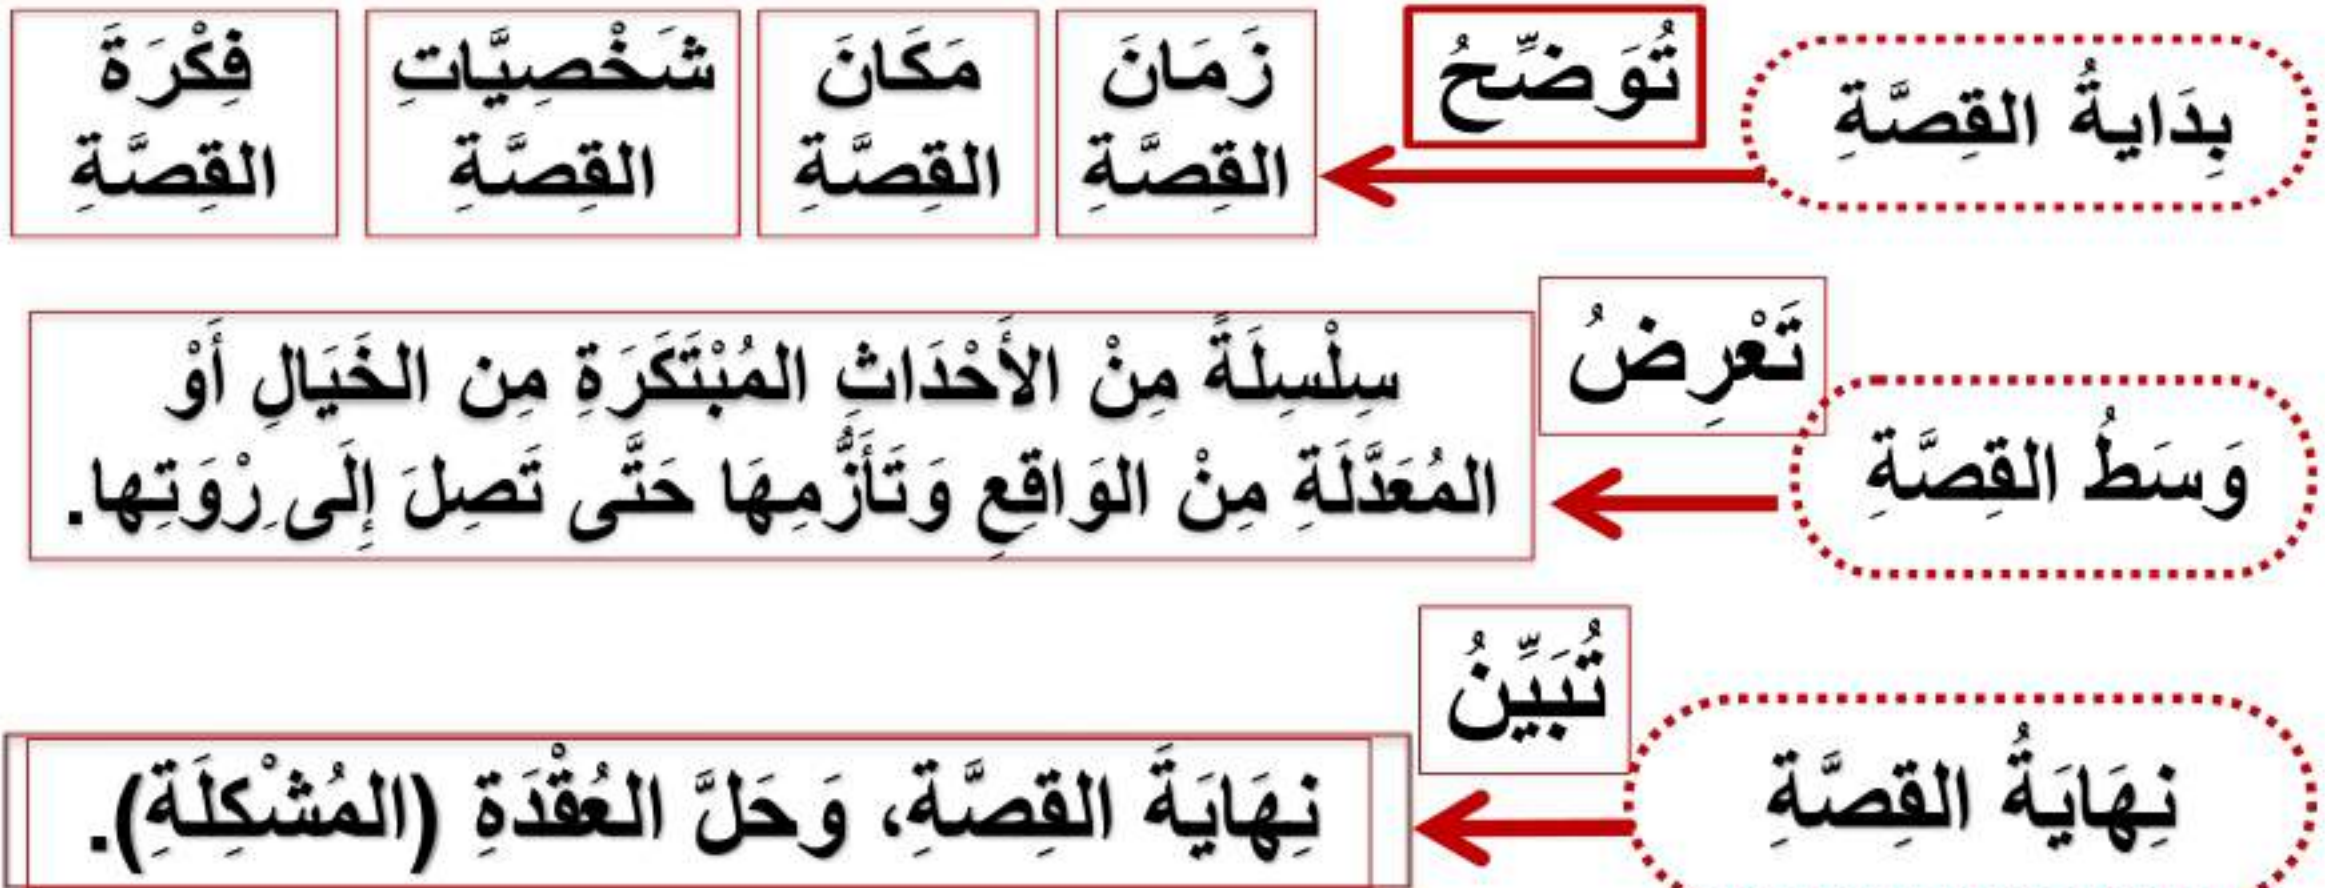 بِدَايةُ القِصَّةِ
تُوَضِّحُ
زَمَانَ
القِصَّةِ
مَكَانَ
القِصَّةِ
شَخْصِيَّاتِ
القِصَّةِ
فِكْرَةَ
القِصَّةِ
وَسَطُ القِصَّةِ
تَعْرِضُ
سِلْسِلَةً مِنْ الأَحْدَاثِ المُبْتَكَرَةِ مِن الخَيَالِ أَوْ
المُعَدَّلَةِ مِنْ الوَاقِعِ وَتَأَزُّمِهَا حَتَّى تَصِلَ إِلَى ِرْوَتِها.
نِهَايَةُ القِصَّةِ
تُبَيِّنُ
نِهَايَةَ القِصَّةِ، وَحَلَّ العُقْدَةِ (المُشْكِلَةِ).